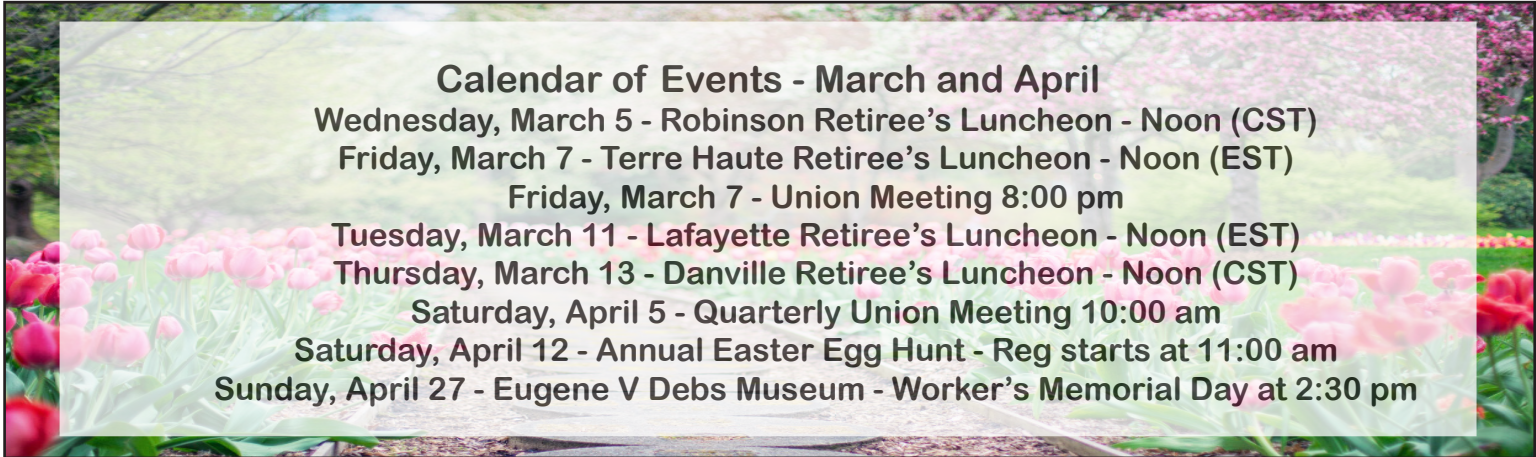 Calendar of Events - March and April
Wednesday, March 5 - Robinson Retiree’s Luncheon - Noon (CST)
Friday, March 7 - Terre Haute Retiree’s Luncheon - Noon (EST)
Friday, March 7 - Union Meeting 8:00 pm
Tuesday, March 11 - Lafayette Retiree’s Luncheon - Noon (EST)
Thursday, March 13 - Danville Retiree’s Luncheon - Noon (CST)
Saturday, April 5 - Quarterly Union Meeting 10:00 am
Saturday, April 12 - Annual Easter Egg Hunt - Reg starts at 11:00 am
Sunday, April 27 - Eugene V Debs Museum - Worker’s Memorial Day at 2:30 pm